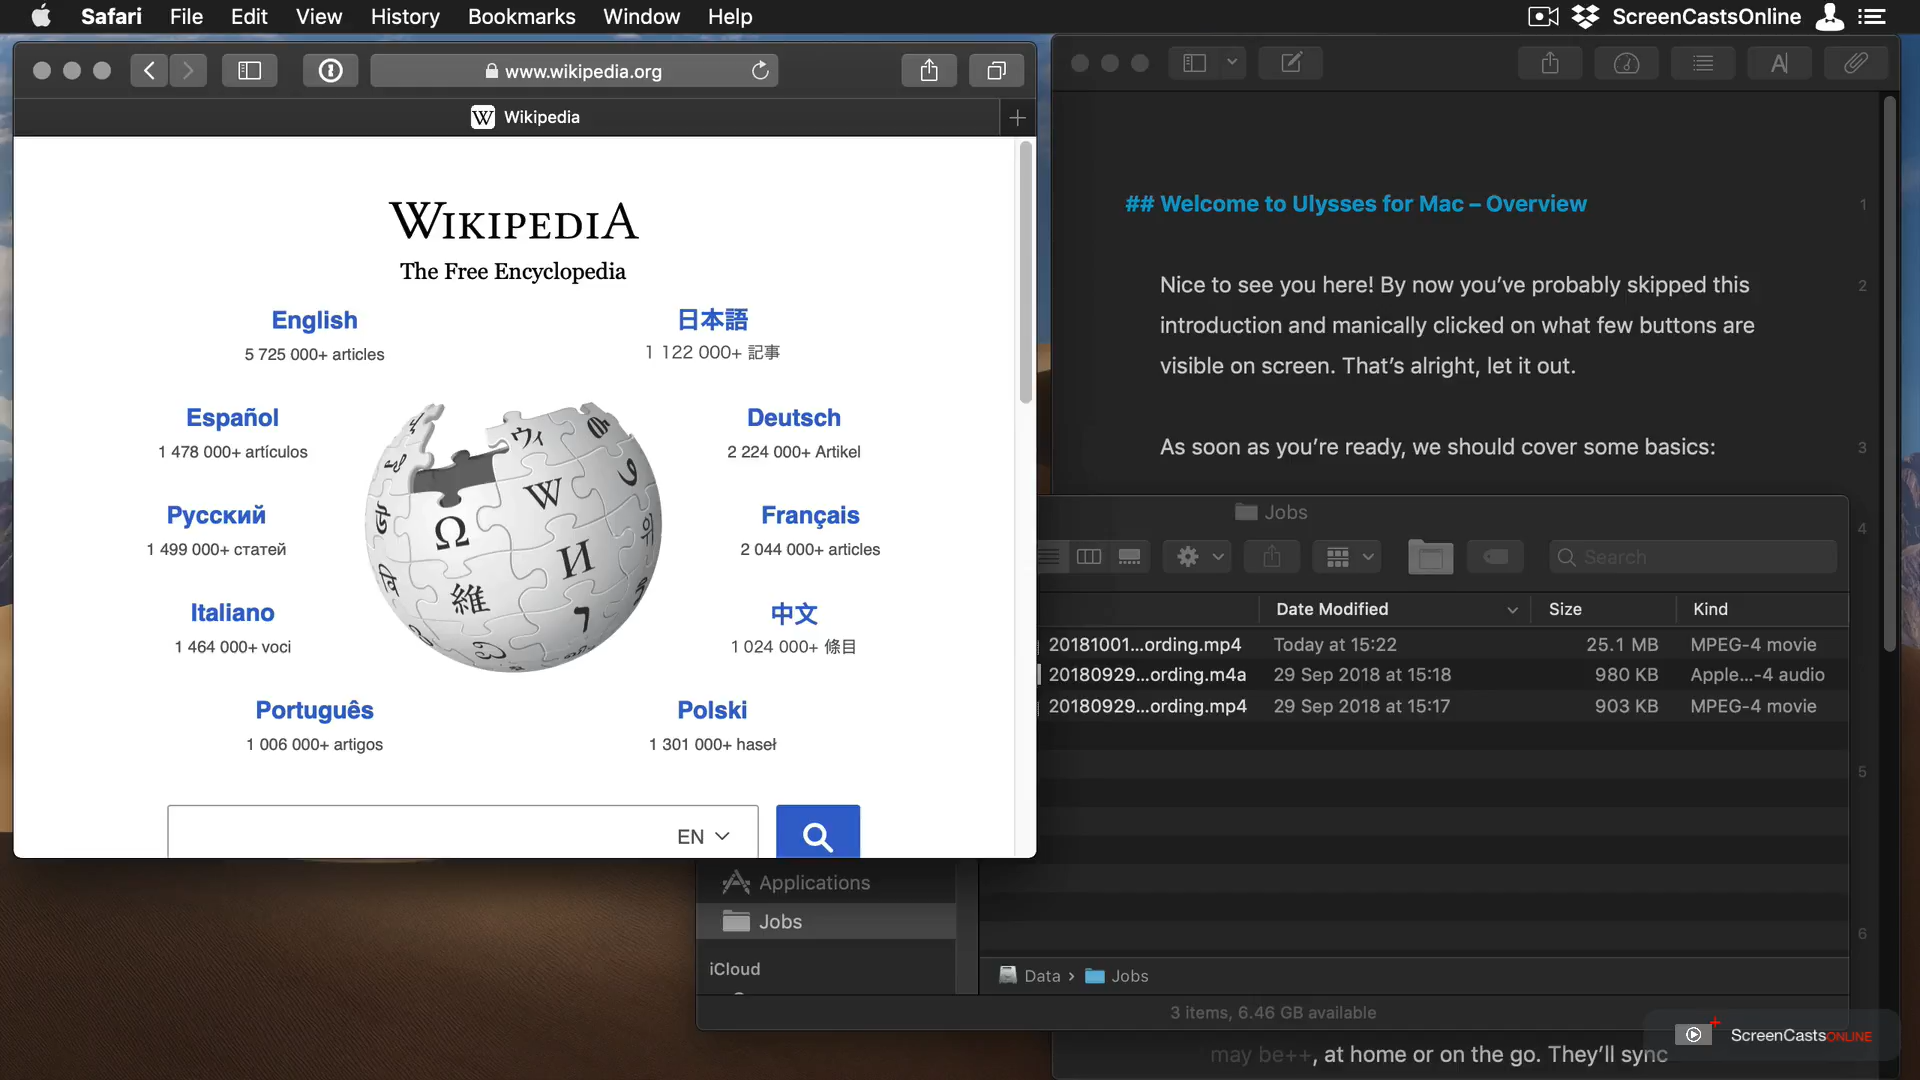 Safari File Edit View History Bookmarks Window Help
ScreenCastsOnline
www.wikipedia.org
Wikipedia
WIKIPEDIA
The Free Encyclopedia
English
5 725 000+ articles
日本語
1 122 000+ 記事
Español
1 478 000+ artículos
Deutsch
2 224 000+ Artikel
Русский
1 499 000+ статей
Français
2 044 000+ articles
Italiano
1 464 000+ voci
中文
1 024 000+ 條目
Português
1 006 000+ artigos
Polski
1 301 000+ haseł
EN
## Welcome to Ulysses for Mac – Overview
1
Nice to see you here! By now you’ve probably skipped this
2
introduction and manically clicked on what few buttons are
visible on screen. That’s alright, let it out.
As soon as you’re ready, we should cover some basics:
3
4
5
6
Jobs
Search
Date Modified Size Kind
20181001...ording.mp4 Today at 15:22 25.1 MB MPEG-4 movie
20180929...ording.m4a 29 Sep 2018 at 15:18 980 KB Apple...-4 audio
20180929...ording.mp4 29 Sep 2018 at 15:17 903 KB MPEG-4 movie
Applications
Jobs
iCloud
Data › Jobs
3 items, 6.46 GB available
may be++, at home or on the go. They’ll sync
ScreenCastsONLINE